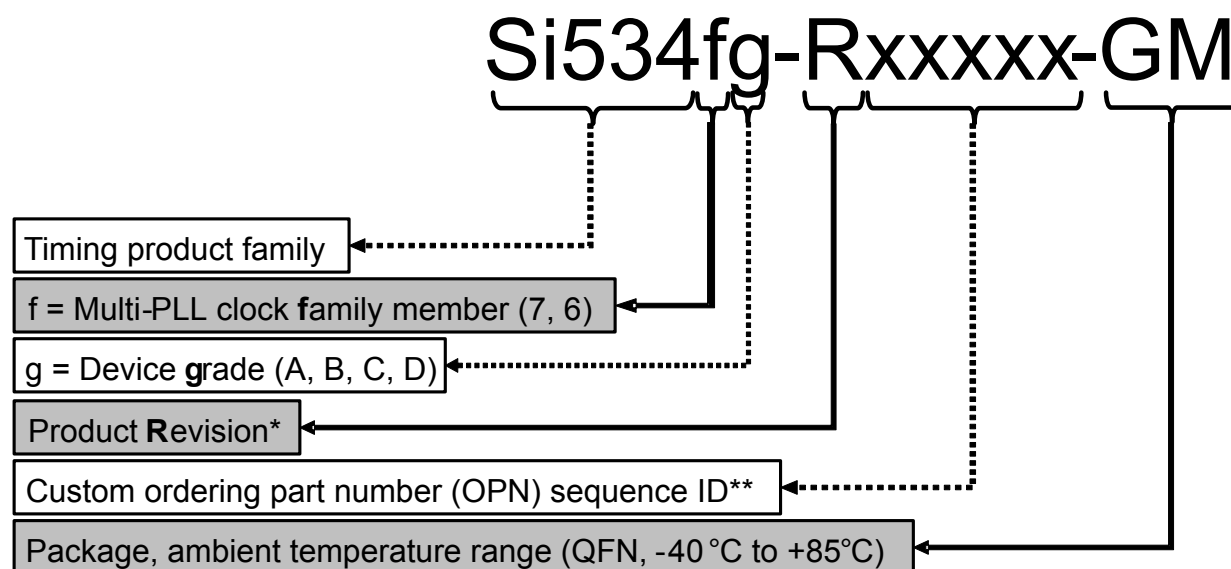 Si534fg-Rxxxxx-GM
Timing product family
f = Multi-PLL clock family member (7, 6)
g = Device grade (A, B, C, D)
Product Revision*
Custom ordering part number (OPN) sequence ID**
Package, ambient temperature range (QFN, -40 °C to +85°C)